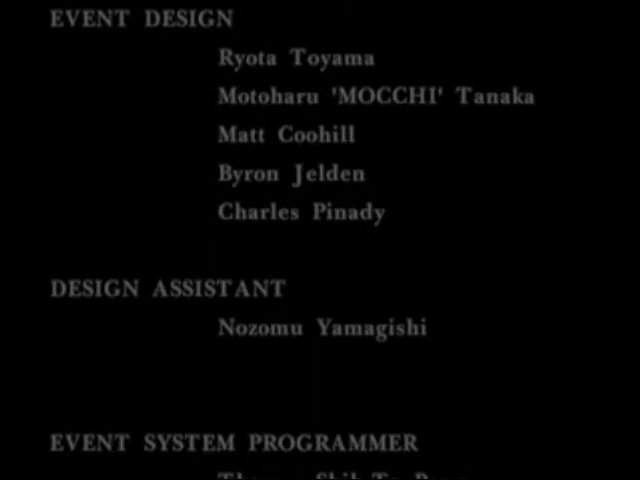 EVENT DESIGN
Ryota Toyama
Motoharu 'MOCCHI' Tanaka
Matt Coohill
Byron Jelden
Charles Pinady
DESIGN ASSISTANT
Nozomu Yamagishi
EVENT SYSTEM PROGRAMMER